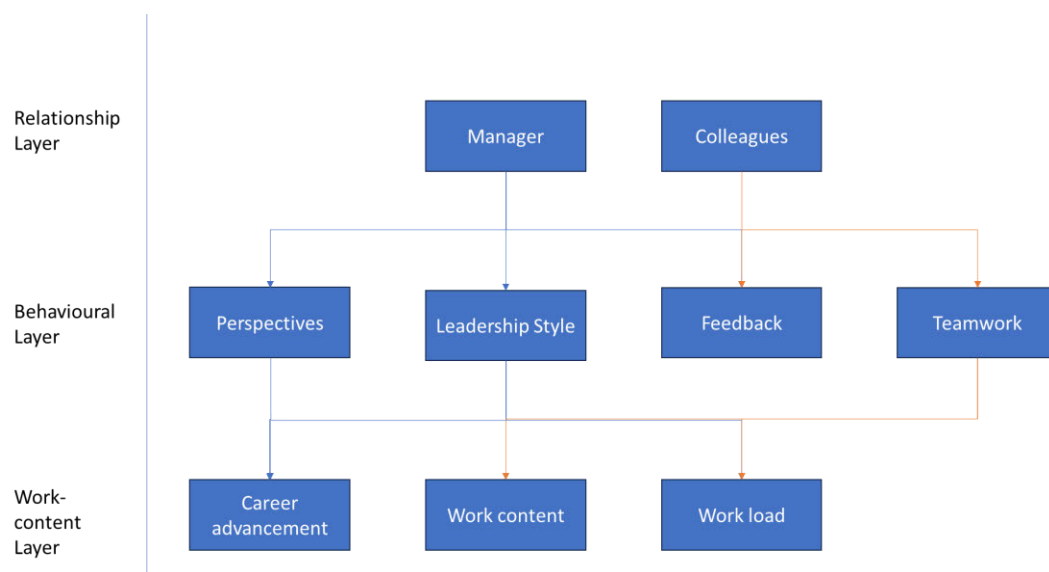 Relationship
Layer
Manager
Colleagues
Behavioural
Layer
Perspectives
Leadership Style
Feedback
Teamwork
Work-
content
Layer
Career
advancement
Work content
Work load